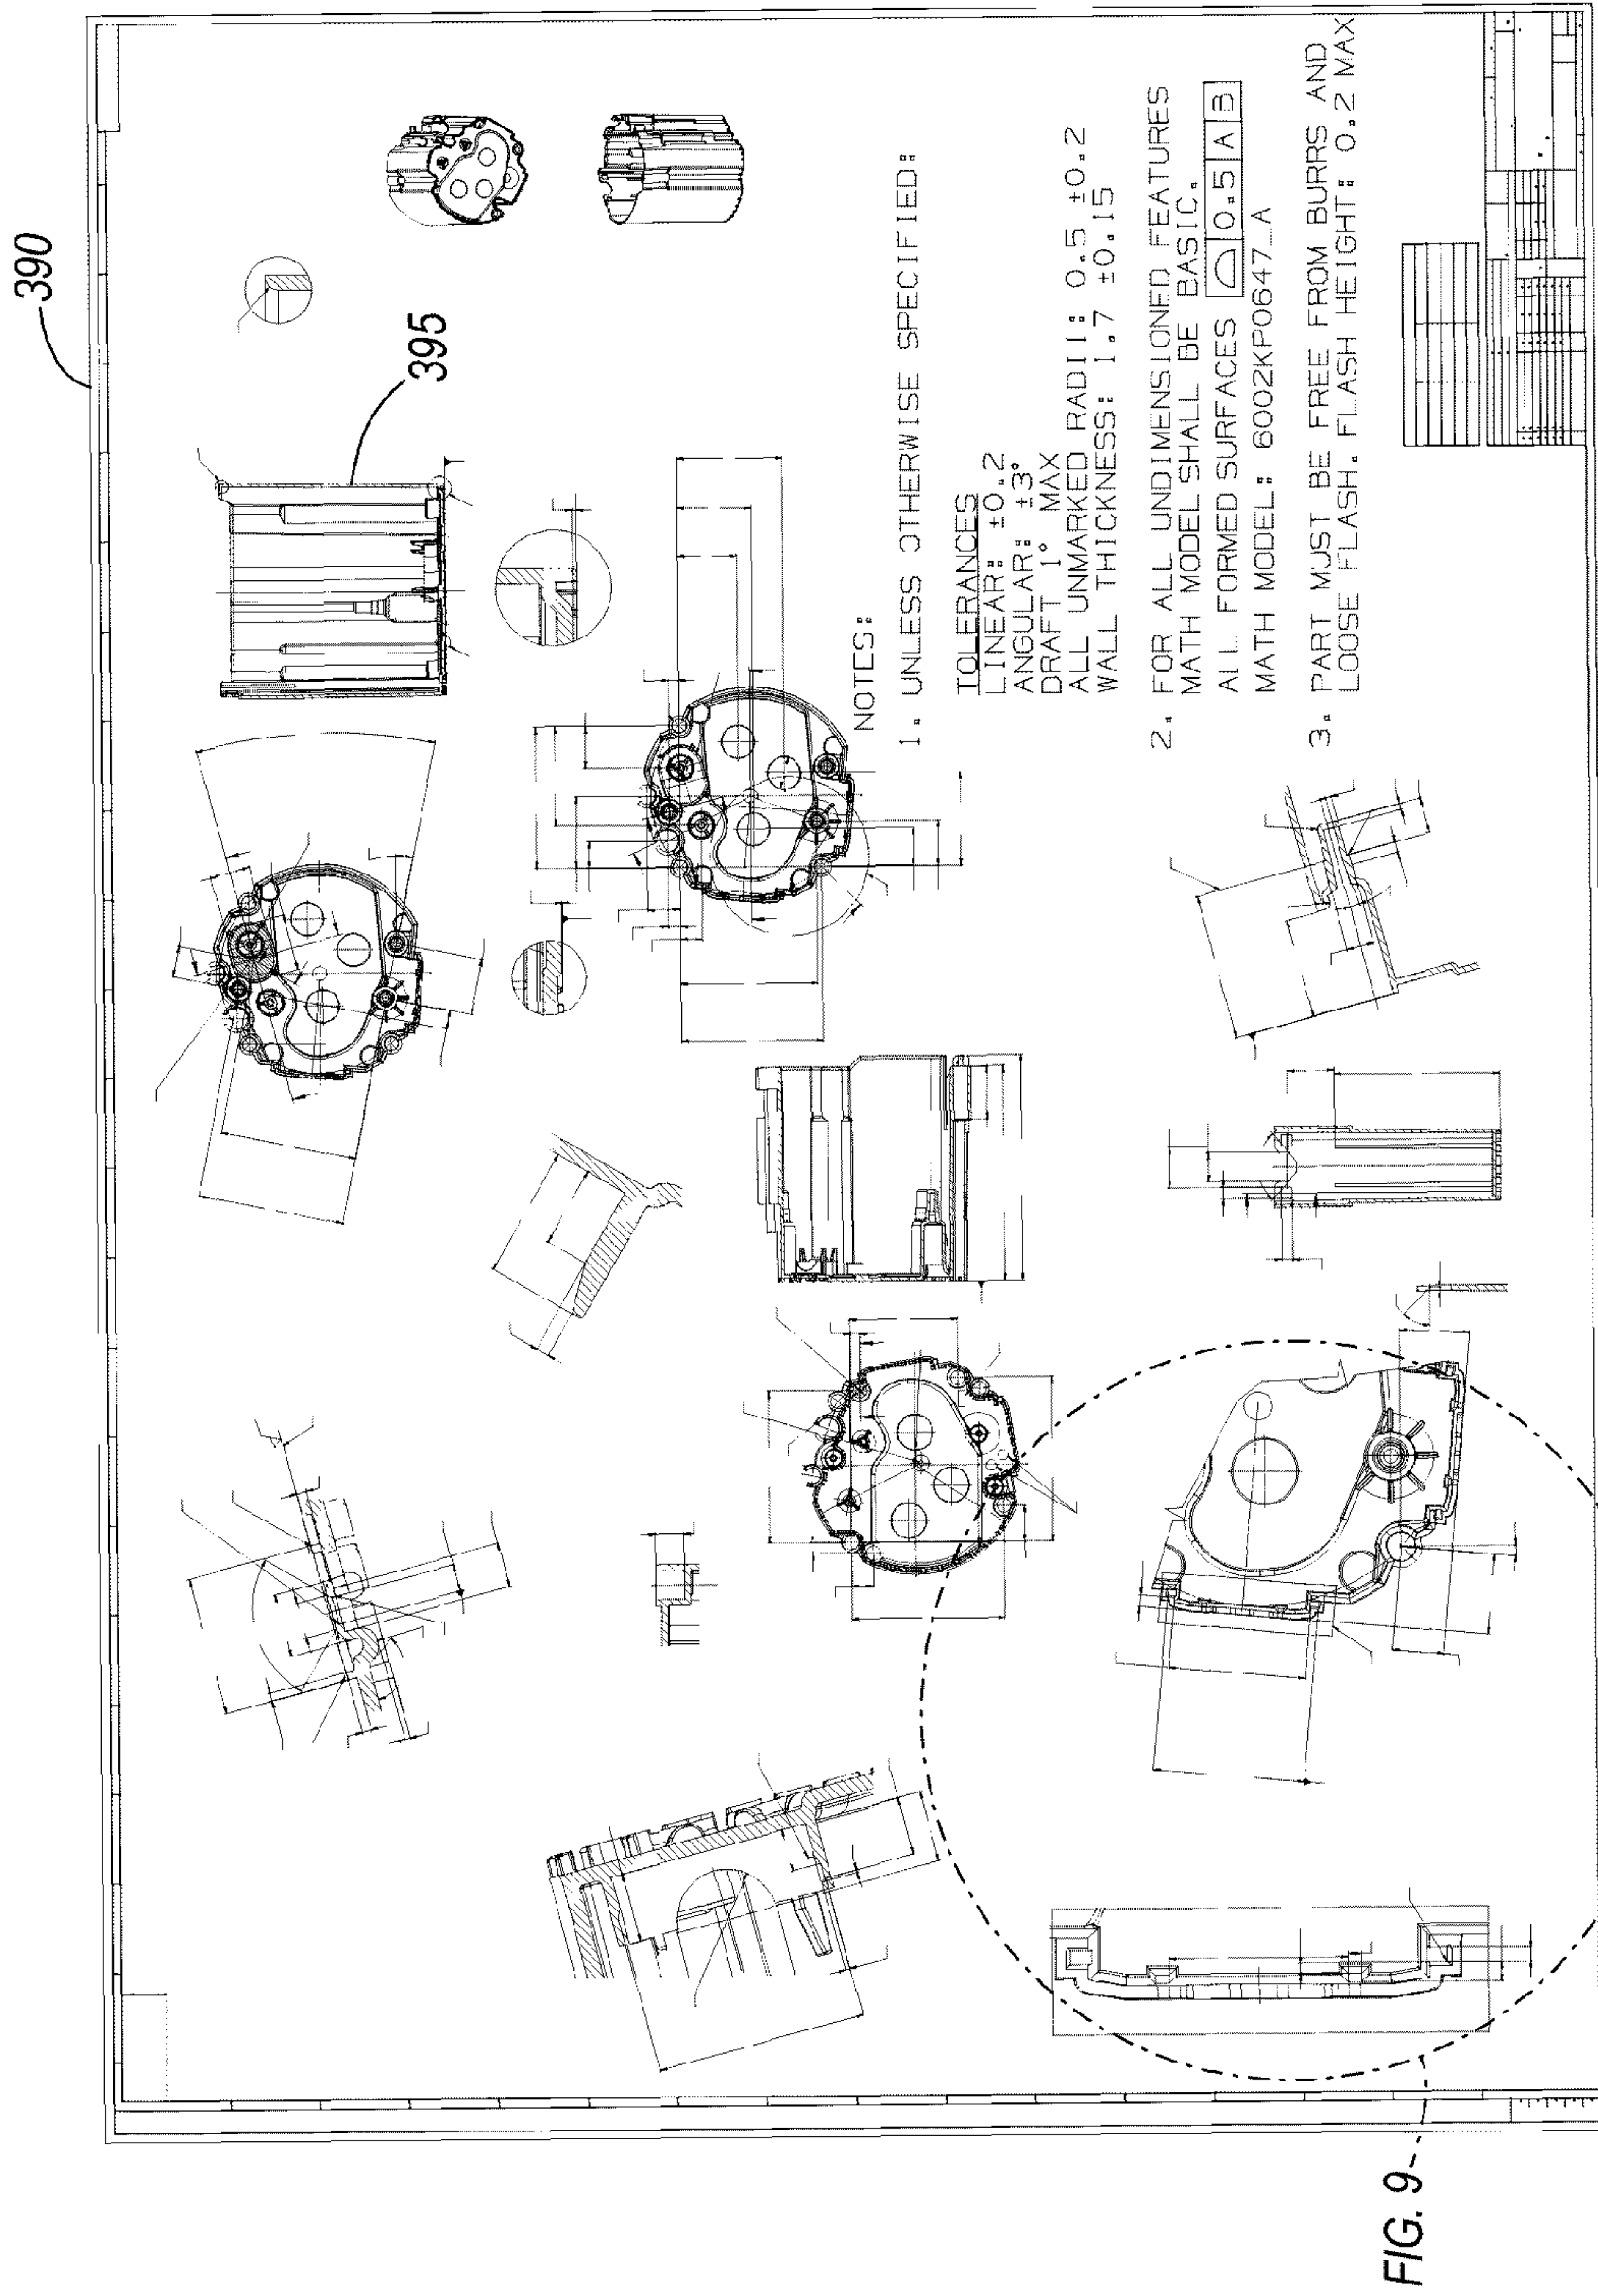 390
395
NOTES:
1. UNLESS OTHERWISE SPECIFIED:
TOLERANCES
LINEAR: ±0.2
ANGULAR: ±3°
DRAFT 1° MAX
ALL UNMARKED RADII: 0.5 ±0.2
WALL THICKNESS: 1.7 ±0.15
2. FOR ALL UNDIMENSIONED FEATURES
MATH MODEL SHALL BE BASIC.
ALL FORMED SURFACES ⌓ 0.5 A B
MATH MODEL: 6002KP0647_A
3. PART MUST BE FREE FROM BURRS AND
LOOSE FLASH. FLASH HEIGHT: 0.2 MAX
FIG. 9